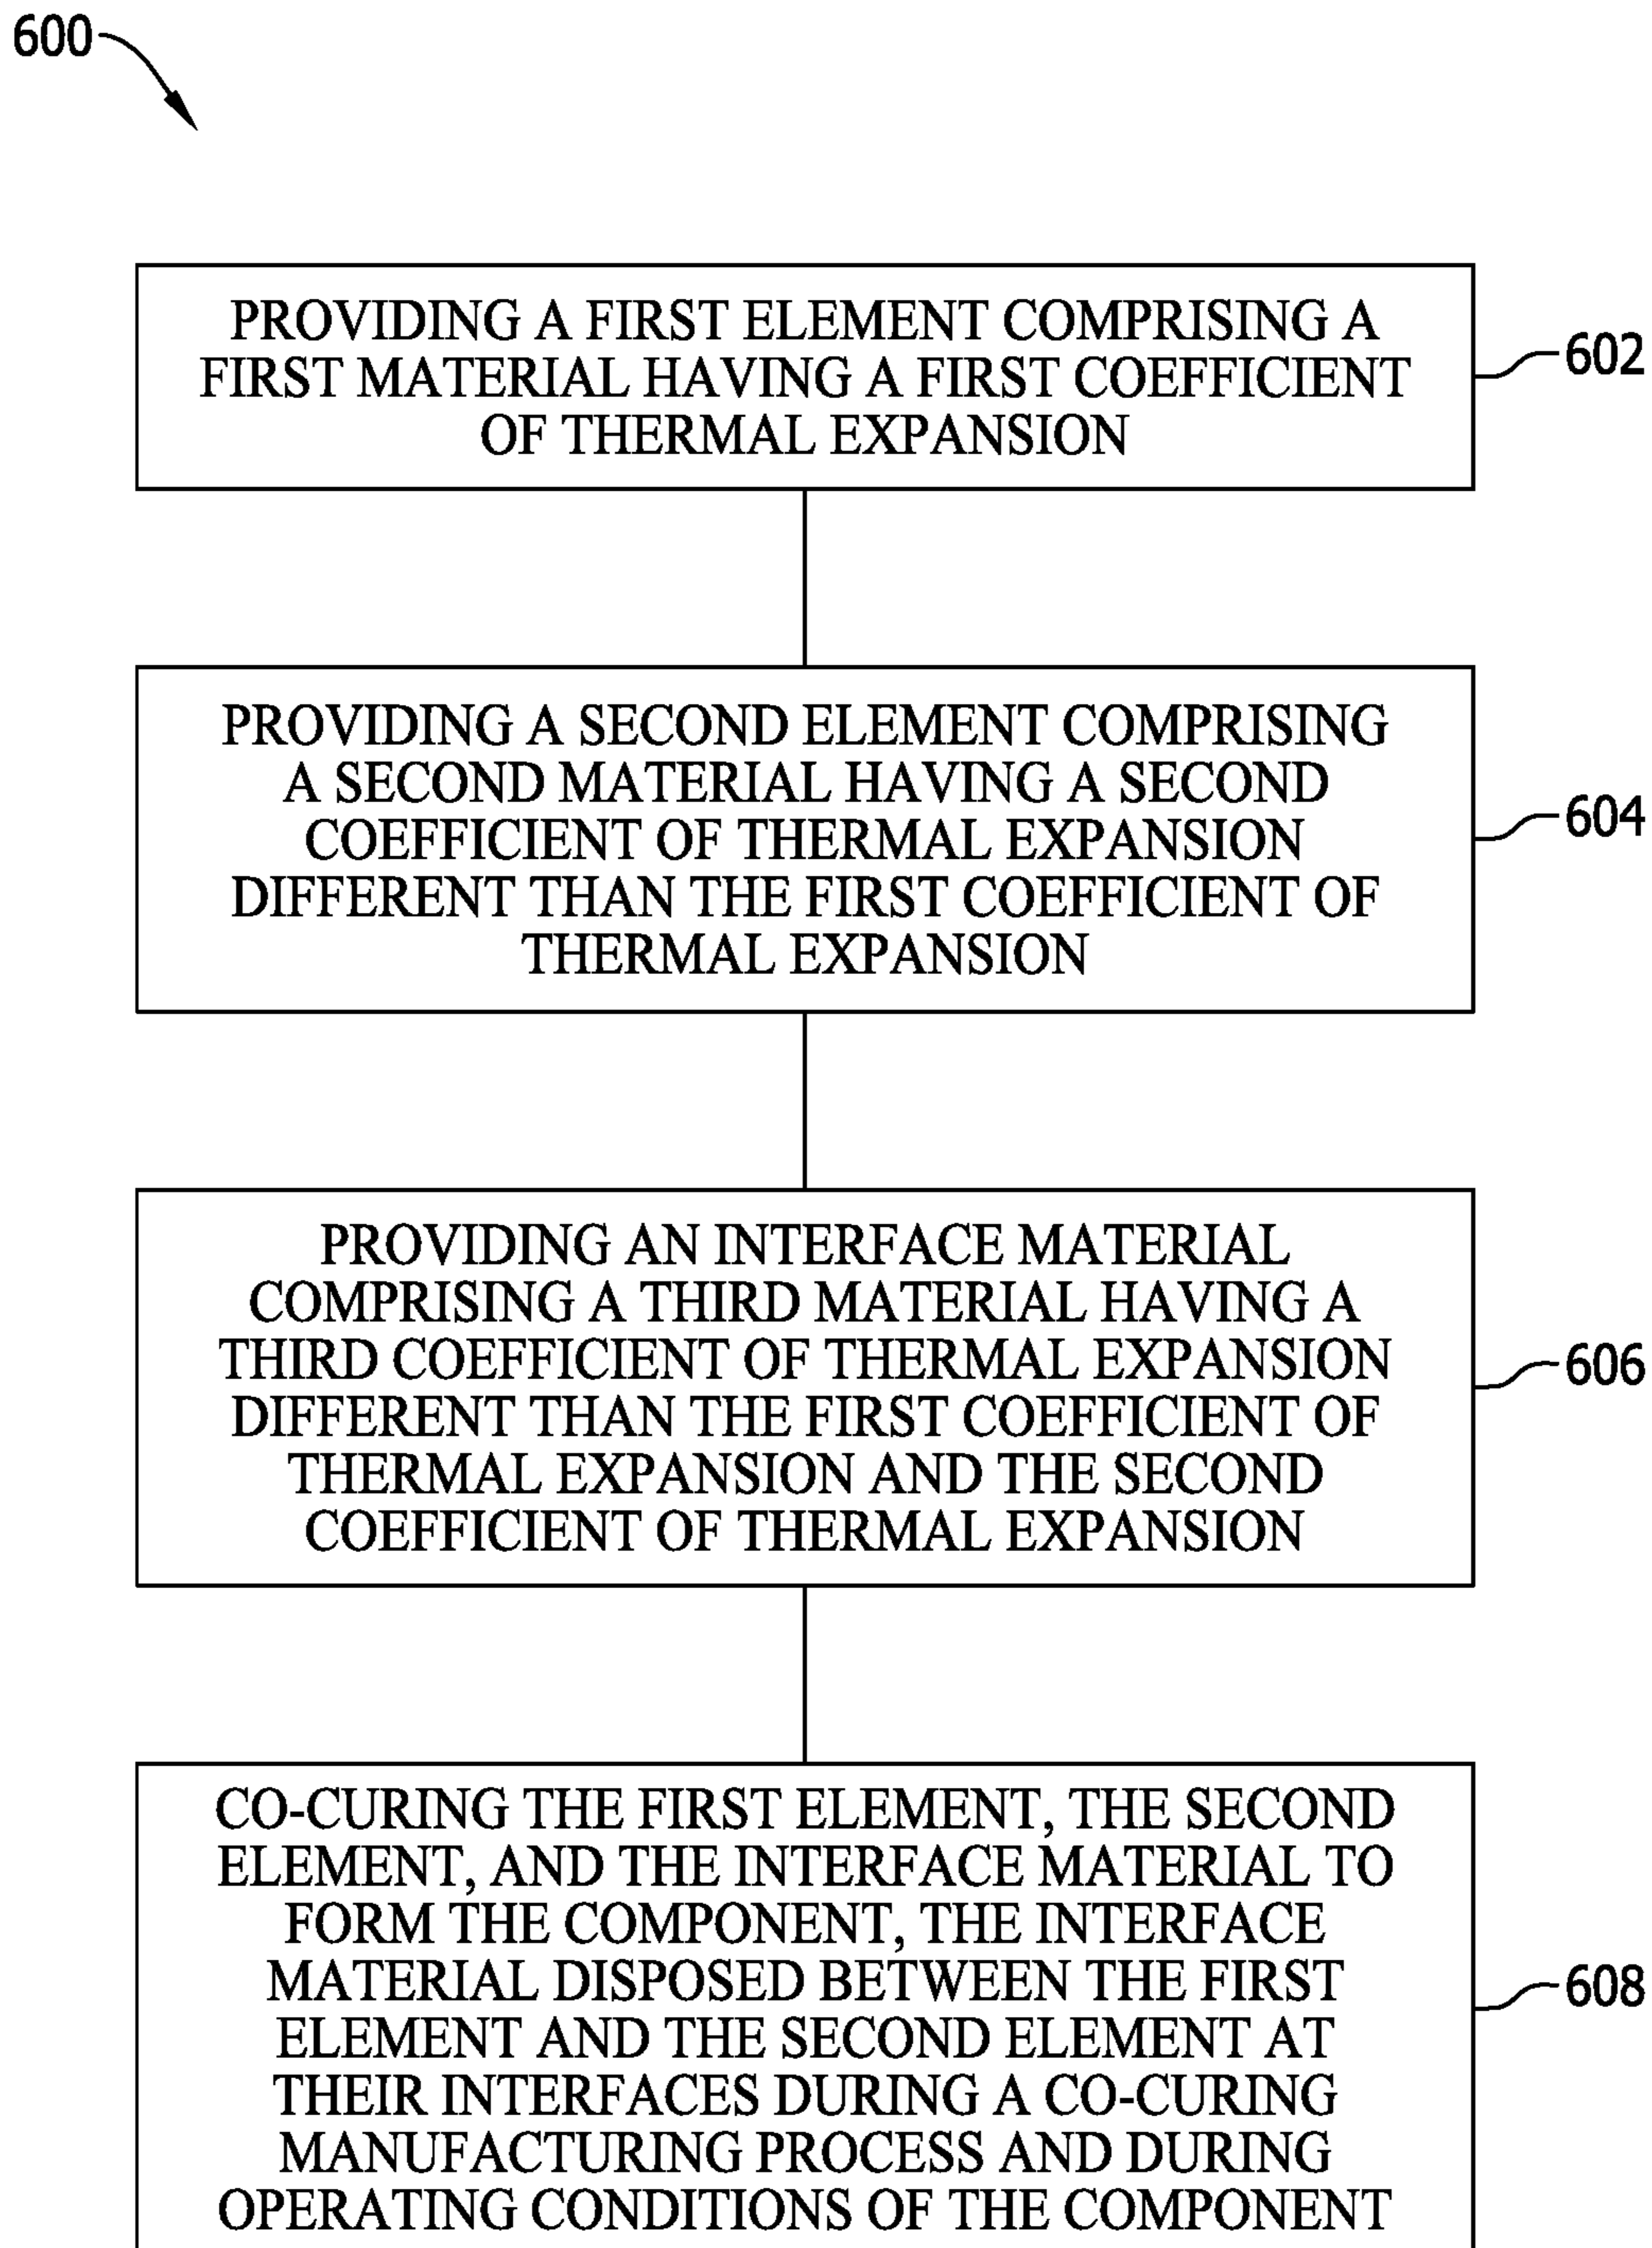 600
PROVIDING A FIRST ELEMENT COMPRISING A
FIRST MATERIAL HAVING A FIRST COEFFICIENT
OF THERMAL EXPANSION
602
PROVIDING A SECOND ELEMENT COMPRISING
A SECOND MATERIAL HAVING A SECOND
COEFFICIENT OF THERMAL EXPANSION
DIFFERENT THAN THE FIRST COEFFICIENT OF
THERMAL EXPANSION
604
PROVIDING AN INTERFACE MATERIAL
COMPRISING A THIRD MATERIAL HAVING A
THIRD COEFFICIENT OF THERMAL EXPANSION
DIFFERENT THAN THE FIRST COEFFICIENT OF
THERMAL EXPANSION AND THE SECOND
COEFFICIENT OF THERMAL EXPANSION
606
CO-CURING THE FIRST ELEMENT, THE SECOND
ELEMENT, AND THE INTERFACE MATERIAL TO
FORM THE COMPONENT, THE INTERFACE
MATERIAL DISPOSED BETWEEN THE FIRST
ELEMENT AND THE SECOND ELEMENT AT
THEIR INTERFACES DURING A CO-CURING
MANUFACTURING PROCESS AND DURING
OPERATING CONDITIONS OF THE COMPONENT
608